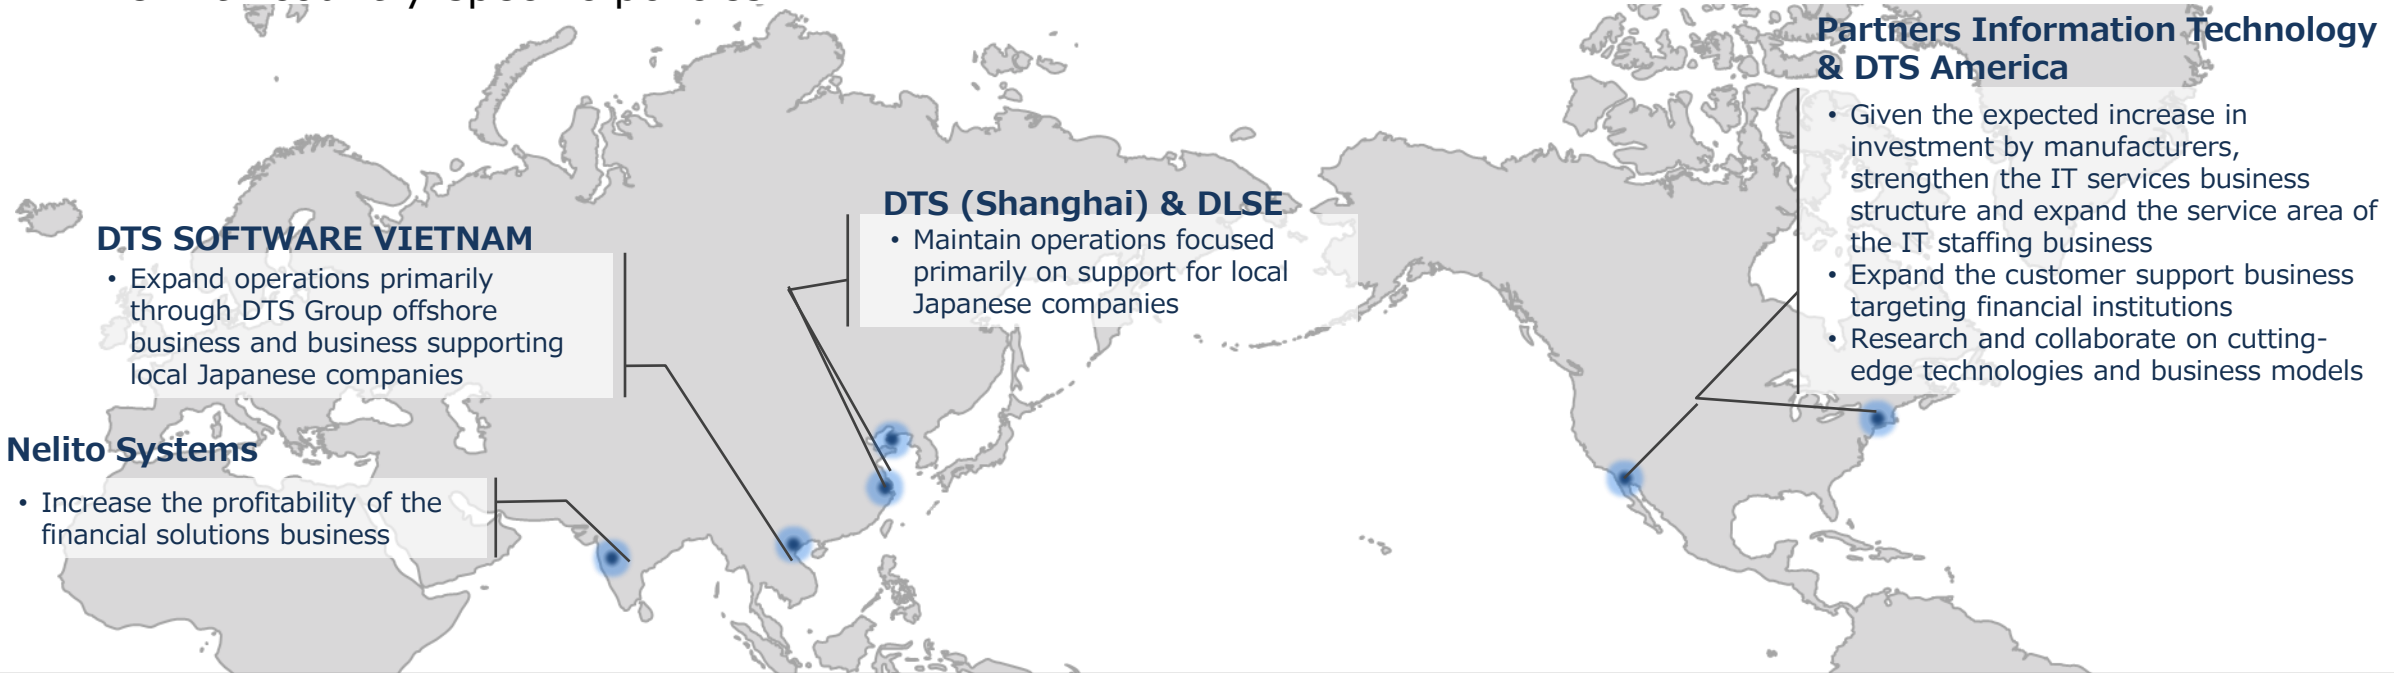 Partners Information Technology
& DTS America
• Given the expected increase in
investment by manufacturers,
strengthen the IT services business
structure and expand the service area of
the IT staffing business
• Expand the customer support business
targeting financial institutions
• Research and collaborate on cutting-
edge technologies and business models
DTS (Shanghai) & DLSE
• Maintain operations focused
primarily on support for local
Japanese companies
DTS SOFTWARE VIETNAM
• Expand operations primarily
through DTS Group offshore
business and business supporting
local Japanese companies
Nelito Systems
• Increase the profitability of the
financial solutions business